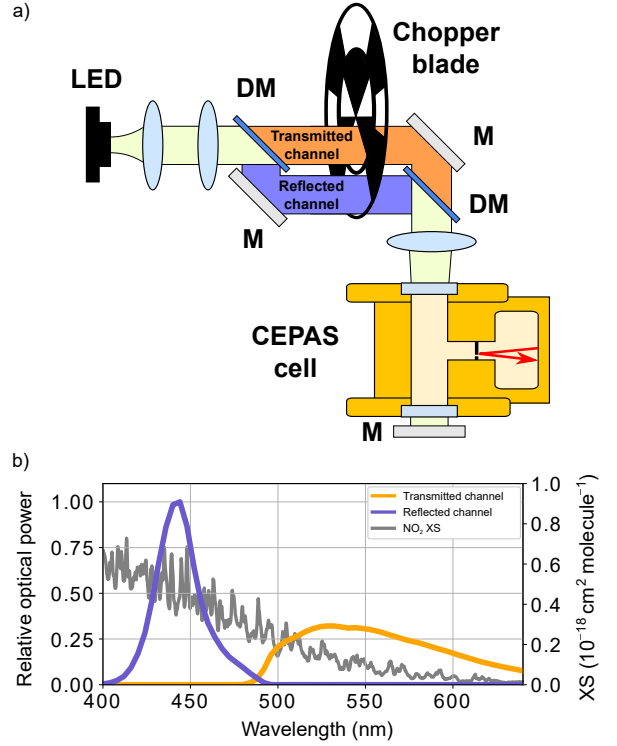 a)
Chopper
blade
LED
DM
M
Transmitted
channel
Reflected
channel
M
DM
CEPAS
cell
M
b)
Relative optical power
1.00
0.75
0.50
0.25
0.00
Transmitted channel
Reflected channel
NO₂ XS
1.0
0.8
0.6
0.4
0.2
0.0
XS (10⁻¹⁸ cm² molecule⁻¹)
400 450 500 550 600
Wavelength (nm)